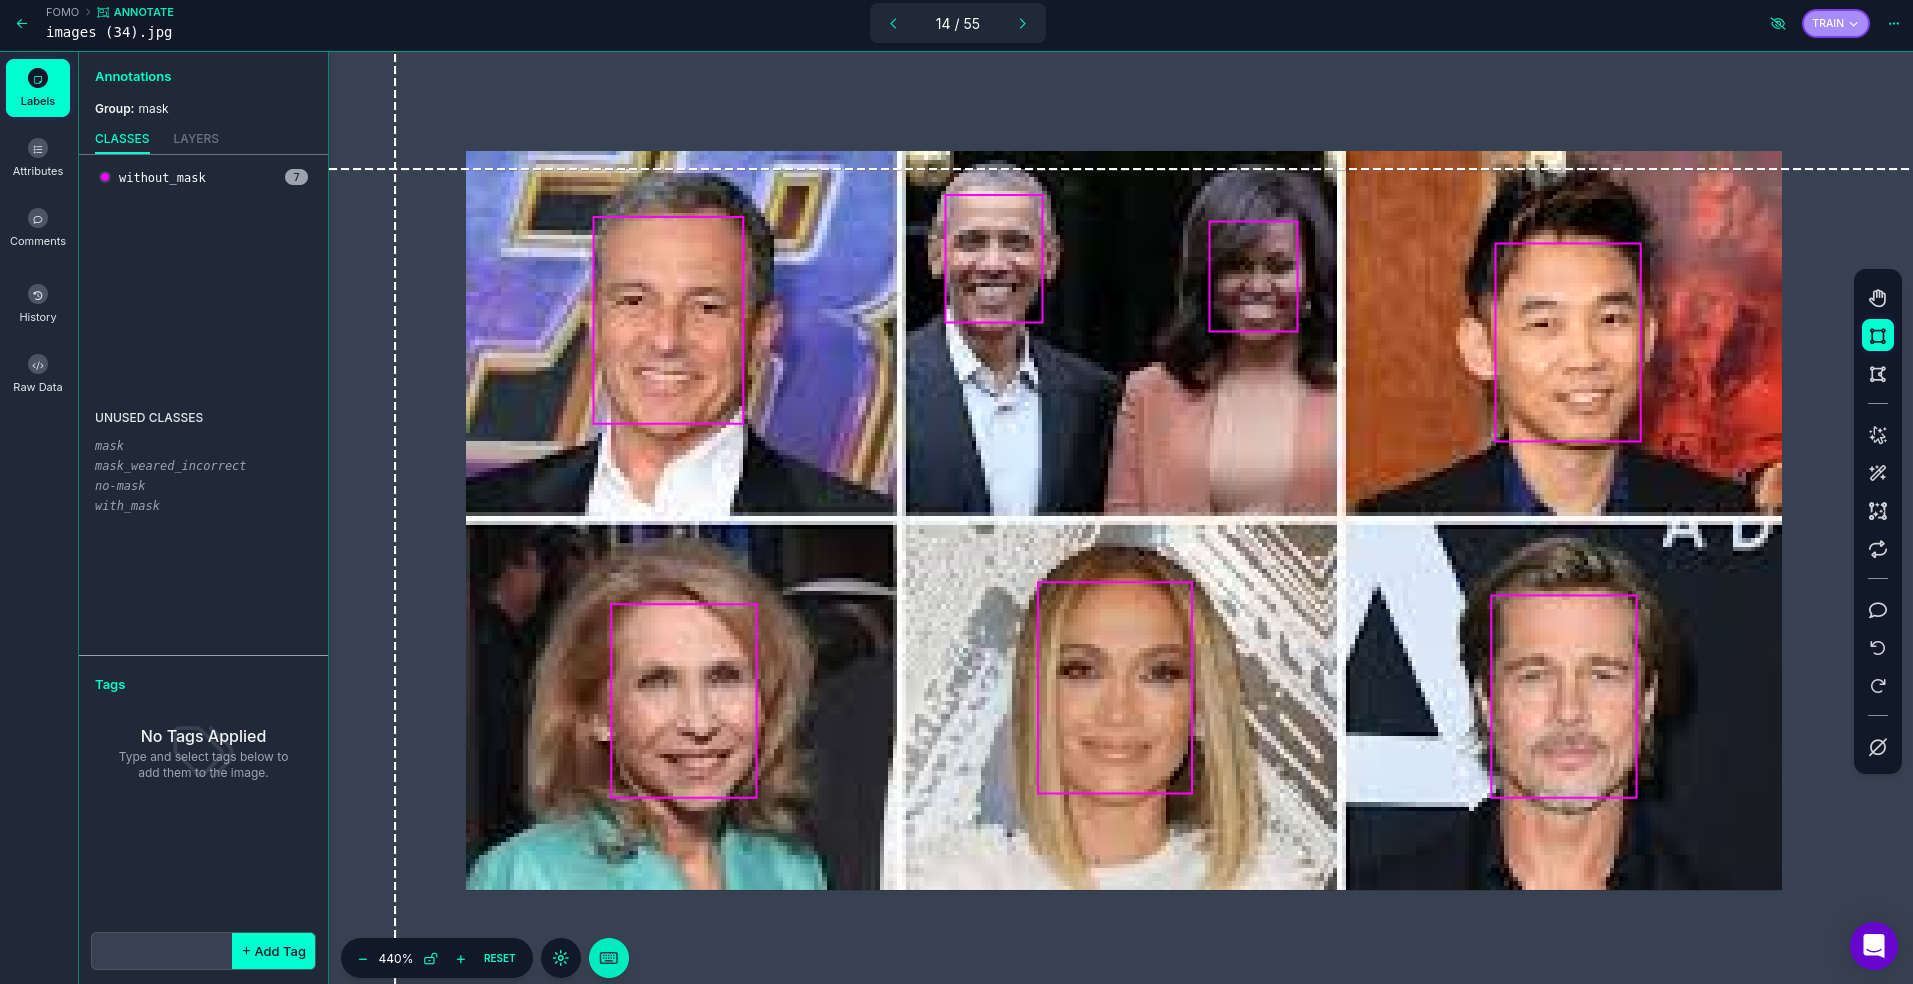 FOMO > ANNOTATE
images (34).jpg
14 / 55
TRAIN
Labels
Attributes
Comments
History
Raw Data
Annotations
Group: mask
CLASSES LAYERS
without_mask 7
UNUSED CLASSES
mask
mask_weared_incorrect
no-mask
with_mask
Tags
No Tags Applied
Type and select tags below to
add them to the image.
+ Add Tag
A D
A
− 440% + RESET